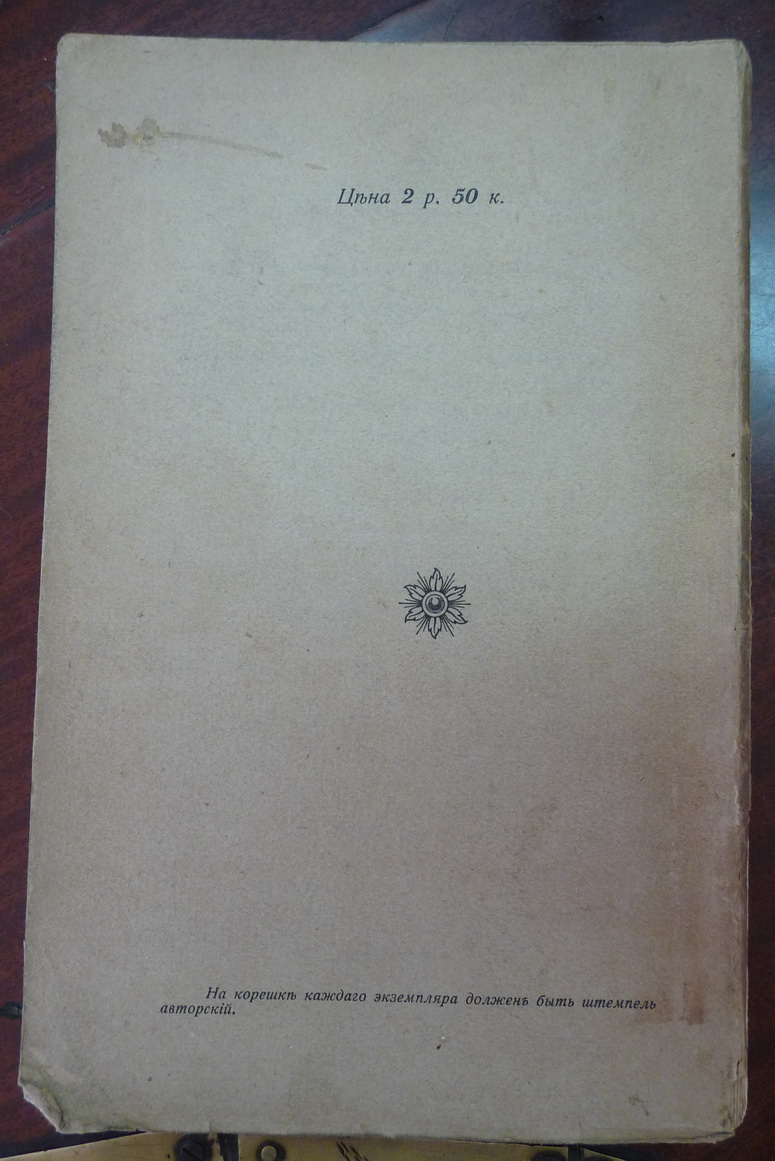 Цѣна 2 р. 50 к.
На корешкѣ каждаго экземпляра долженъ быть штемпель
авторскій.